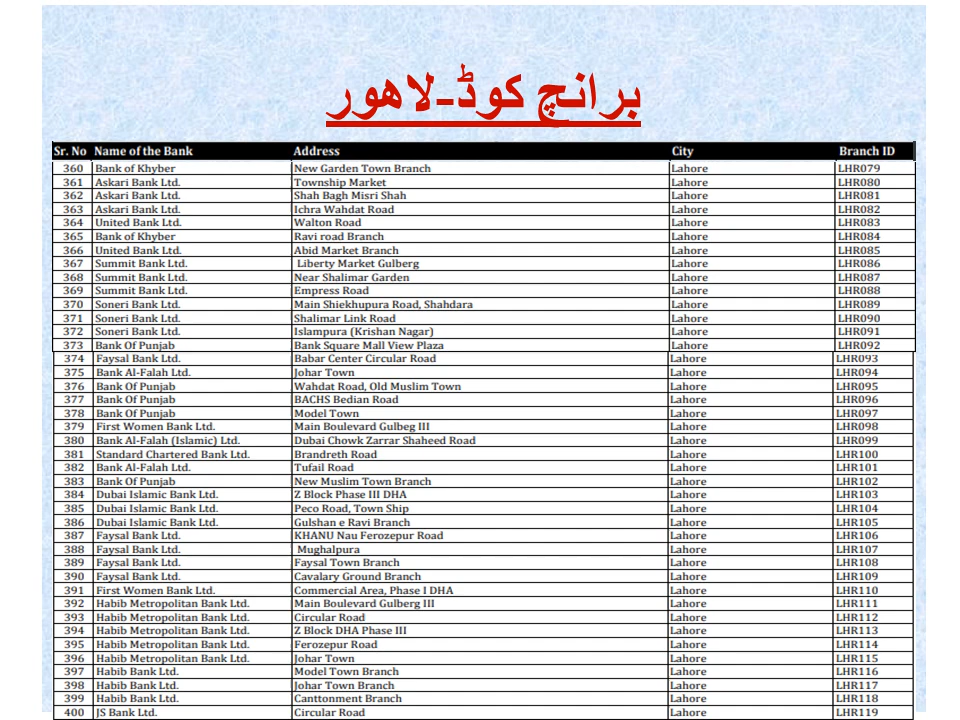 برانچ کوڈ-لاهور
Sr. No Name of the Bank Address City Branch ID
360 Bank of Khyber New Garden Town Branch Lahore LHR079
361 Askari Bank Ltd. Township Market Lahore LHR080
362 Askari Bank Ltd. Shah Bagh Misri Shah Lahore LHR081
363 Askari Bank Ltd. Ichra Wahdat Road Lahore LHR082
364 United Bank Ltd. Walton Road Lahore LHR083
365 Bank of Khyber Ravi road Branch Lahore LHR084
366 United Bank Ltd. Abid Market Branch Lahore LHR085
367 Summit Bank Ltd. Liberty Market Gulberg Lahore LHR086
368 Summit Bank Ltd. Near Shalimar Garden Lahore LHR087
369 Summit Bank Ltd. Empress Road Lahore LHR088
370 Soneri Bank Ltd. Main Shiekhupura Road, Shahdara Lahore LHR089
371 Soneri Bank Ltd. Shalimar Link Road Lahore LHR090
372 Soneri Bank Ltd. Islampura (Krishan Nagar) Lahore LHR091
373 Bank Of Punjab Bank Square Mall View Plaza Lahore LHR092
374 Faysal Bank Ltd. Babar Center Circular Road Lahore LHR093
375 Bank Al-Falah Ltd. Johar Town Lahore LHR094
376 Bank Of Punjab Wahdat Road, Old Muslim Town Lahore LHR095
377 Bank Of Punjab BACHS Bedian Road Lahore LHR096
378 Bank Of Punjab Model Town Lahore LHR097
379 First Women Bank Ltd. Main Boulevard Gulbeg III Lahore LHR098
380 Bank Al-Falah (Islamic) Ltd. Dubai Chowk Zarrar Shaheed Road Lahore LHR099
381 Standard Chartered Bank Ltd. Brandreth Road Lahore LHR100
382 Bank Al-Falah Ltd. Tufail Road Lahore LHR101
383 Bank Of Punjab New Muslim Town Branch Lahore LHR102
384 Dubai Islamic Bank Ltd. Z Block Phase III DHA Lahore LHR103
385 Dubai Islamic Bank Ltd. Peco Road, Town Ship Lahore LHR104
386 Dubai Islamic Bank Ltd. Gulshan e Ravi Branch Lahore LHR105
387 Faysal Bank Ltd. KHANU Nau Ferozepur Road Lahore LHR106
388 Faysal Bank Ltd. Mughalpura Lahore LHR107
389 Faysal Bank Ltd. Faysal Town Branch Lahore LHR108
390 Faysal Bank Ltd. Cavalary Ground Branch Lahore LHR109
391 First Women Bank Ltd. Commercial Area, Phase I DHA Lahore LHR110
392 Habib Metropolitan Bank Ltd. Main Boulevard Gulberg III Lahore LHR111
393 Habib Metropolitan Bank Ltd. Circular Road Lahore LHR112
394 Habib Metropolitan Bank Ltd. Z Block DHA Phase III Lahore LHR113
395 Habib Metropolitan Bank Ltd. Ferozepur Road Lahore LHR114
396 Habib Metropolitan Bank Ltd. Johar Town Lahore LHR115
397 Habib Bank Ltd. Model Town Branch Lahore LHR116
398 Habib Bank Ltd. Johar Town Branch Lahore LHR117
399 Habib Bank Ltd. Canttonment Branch Lahore LHR118
400 JS Bank Ltd. Circular Road Lahore LHR119